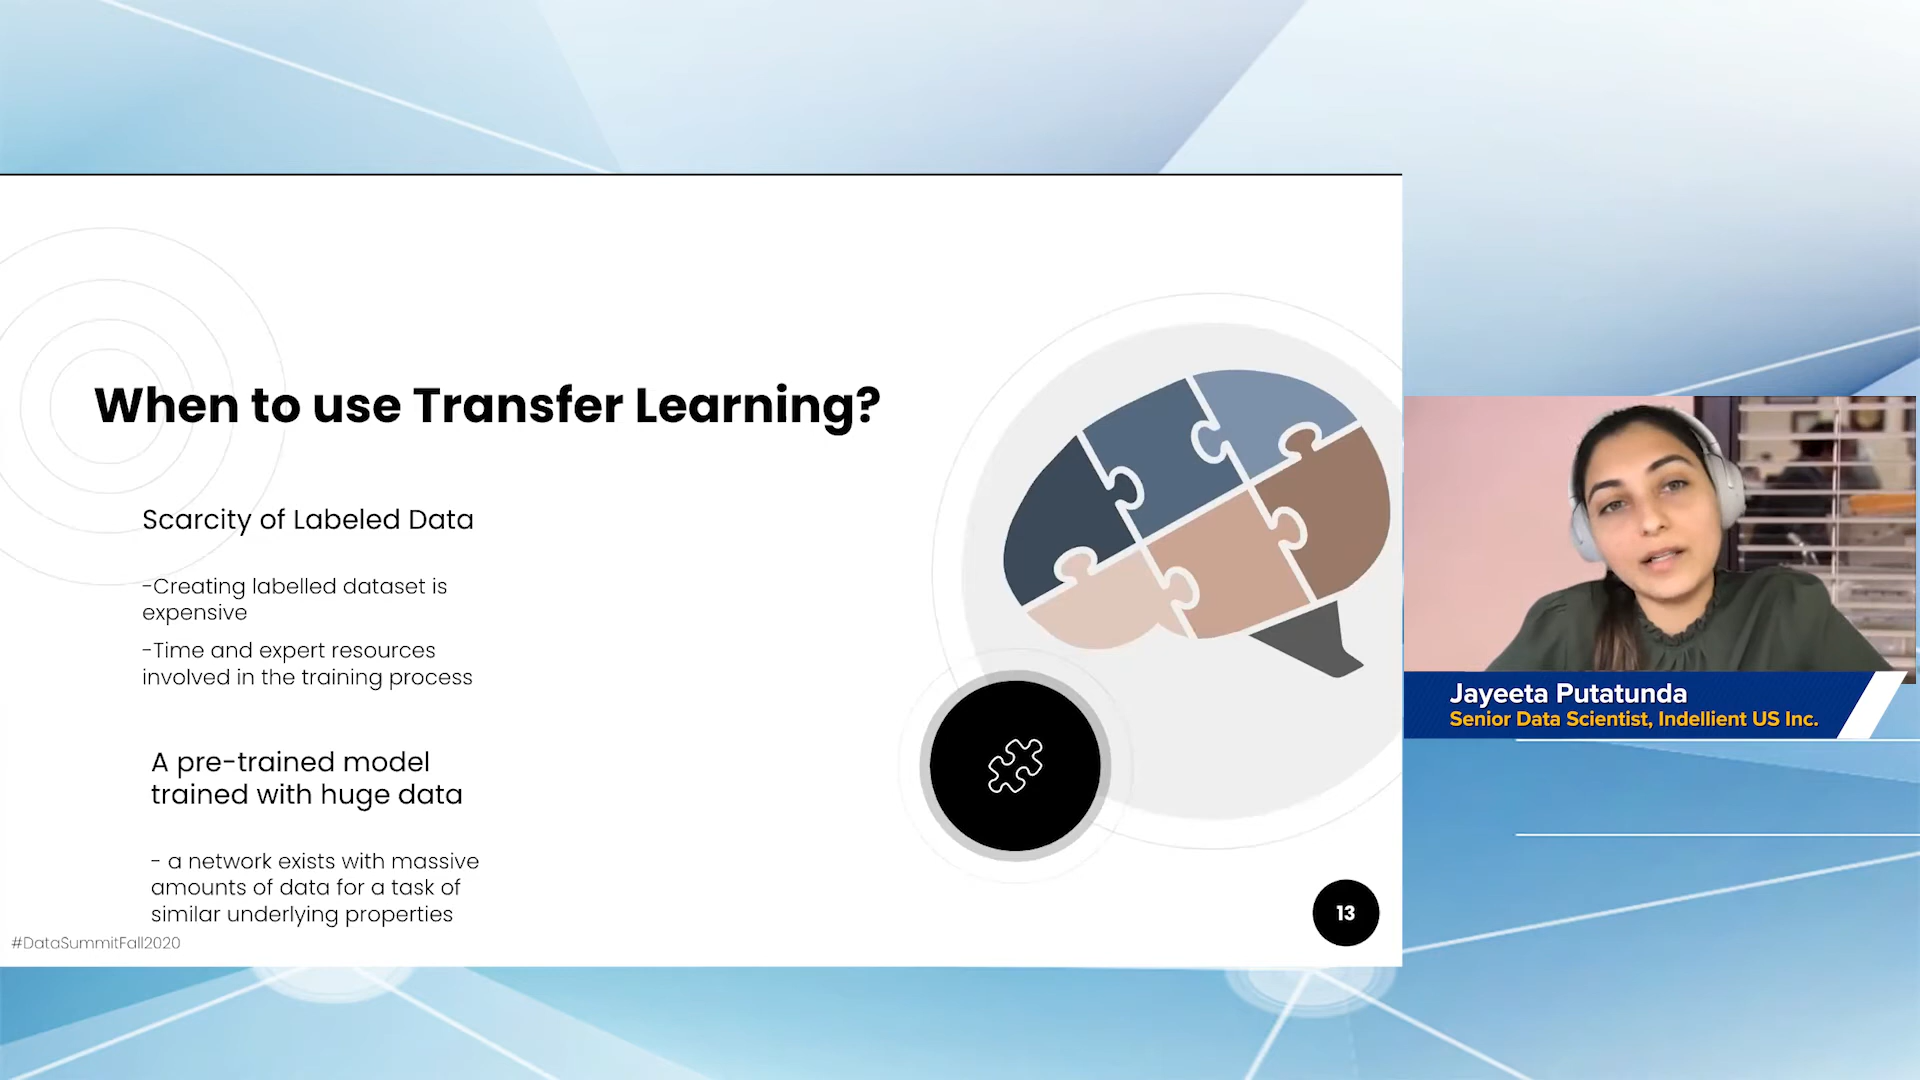 When to use Transfer Learning?
Scarcity of Labeled Data
-Creating labelled dataset is
expensive
-Time and expert resources
involved in the training process
A pre-trained model
trained with huge data
- a network exists with massive
amounts of data for a task of
similar underlying properties
#DataSummitFall2020
13
Jayeeta Putatunda
Senior Data Scientist, Indellient US Inc.